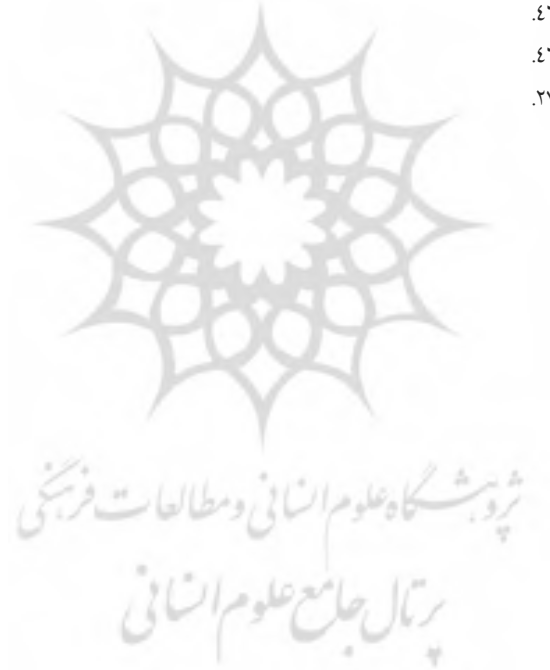 پژوهشگاه علوم انسانی و مطالعات فرهنگی
پرتال جامع علوم انسانی